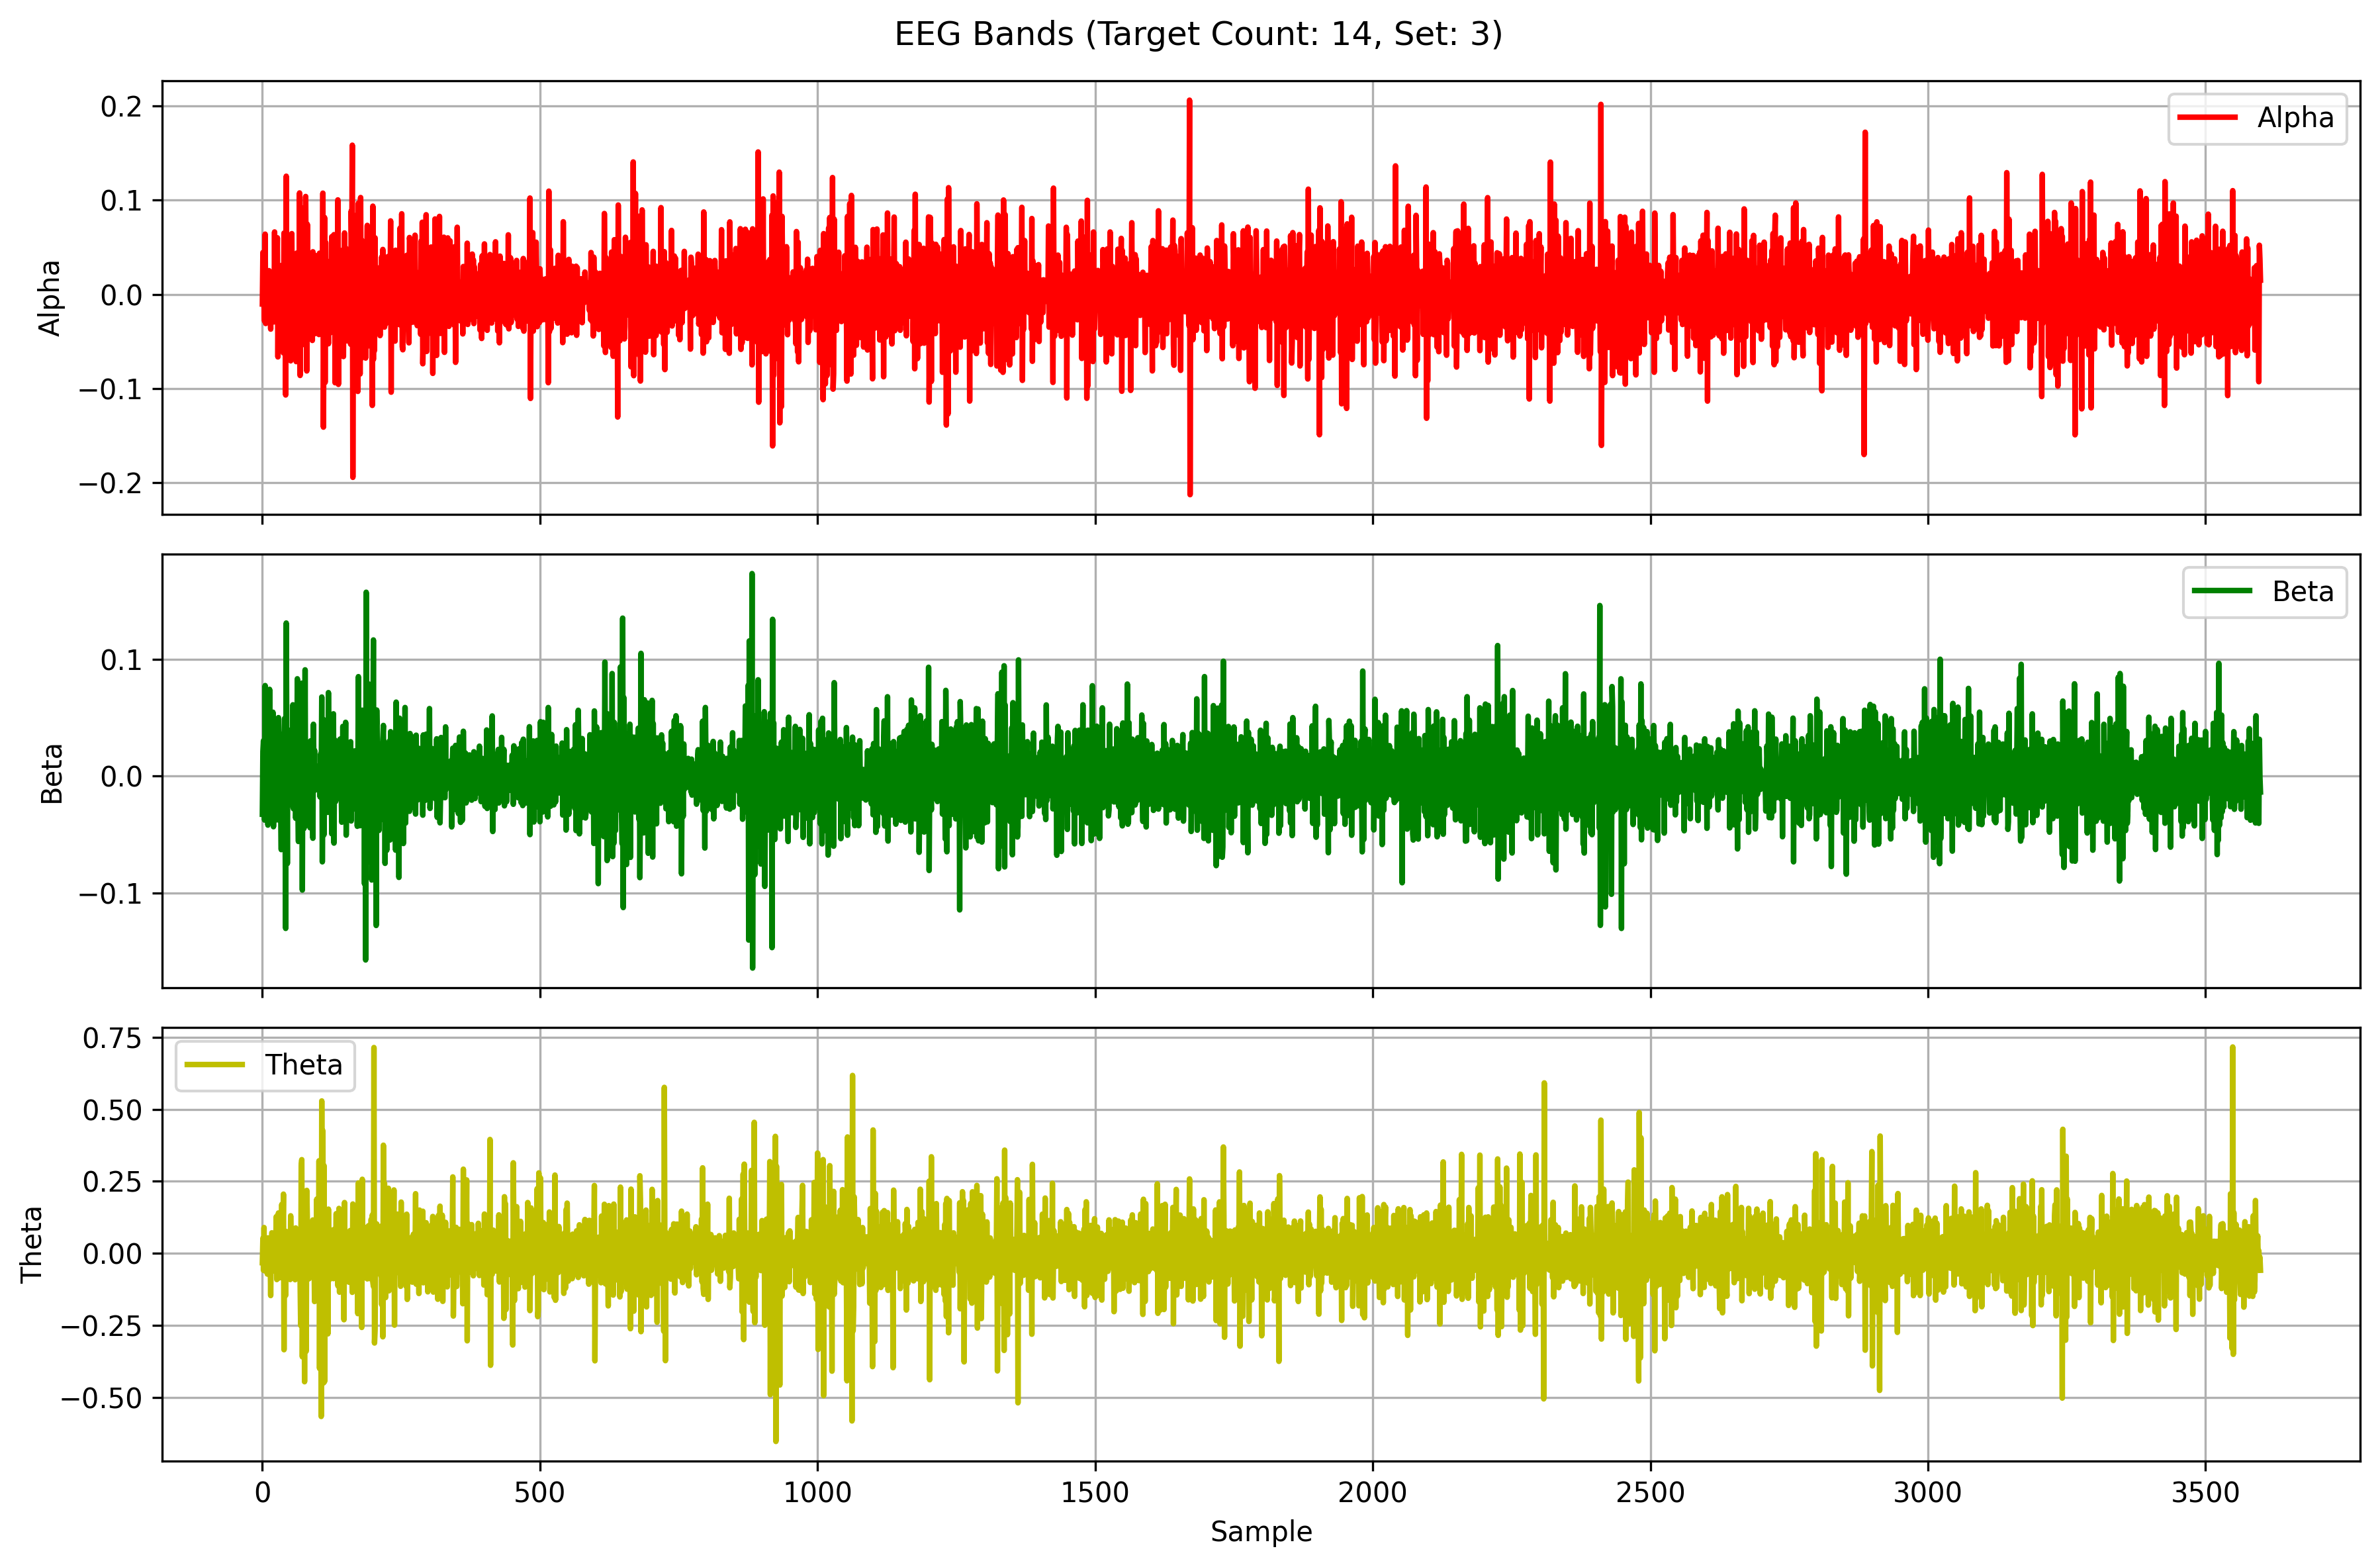 EEG Bands (Target Count: 14, Set: 3)
0.2
0.1
0.0
−0.1
−0.2
Alpha
Alpha
0.1
0.0
−0.1
Beta
Beta
0.75
0.50
0.25
0.00
−0.25
−0.50
Theta
Theta
0 500 1000 1500 2000 2500 3000 3500
Sample